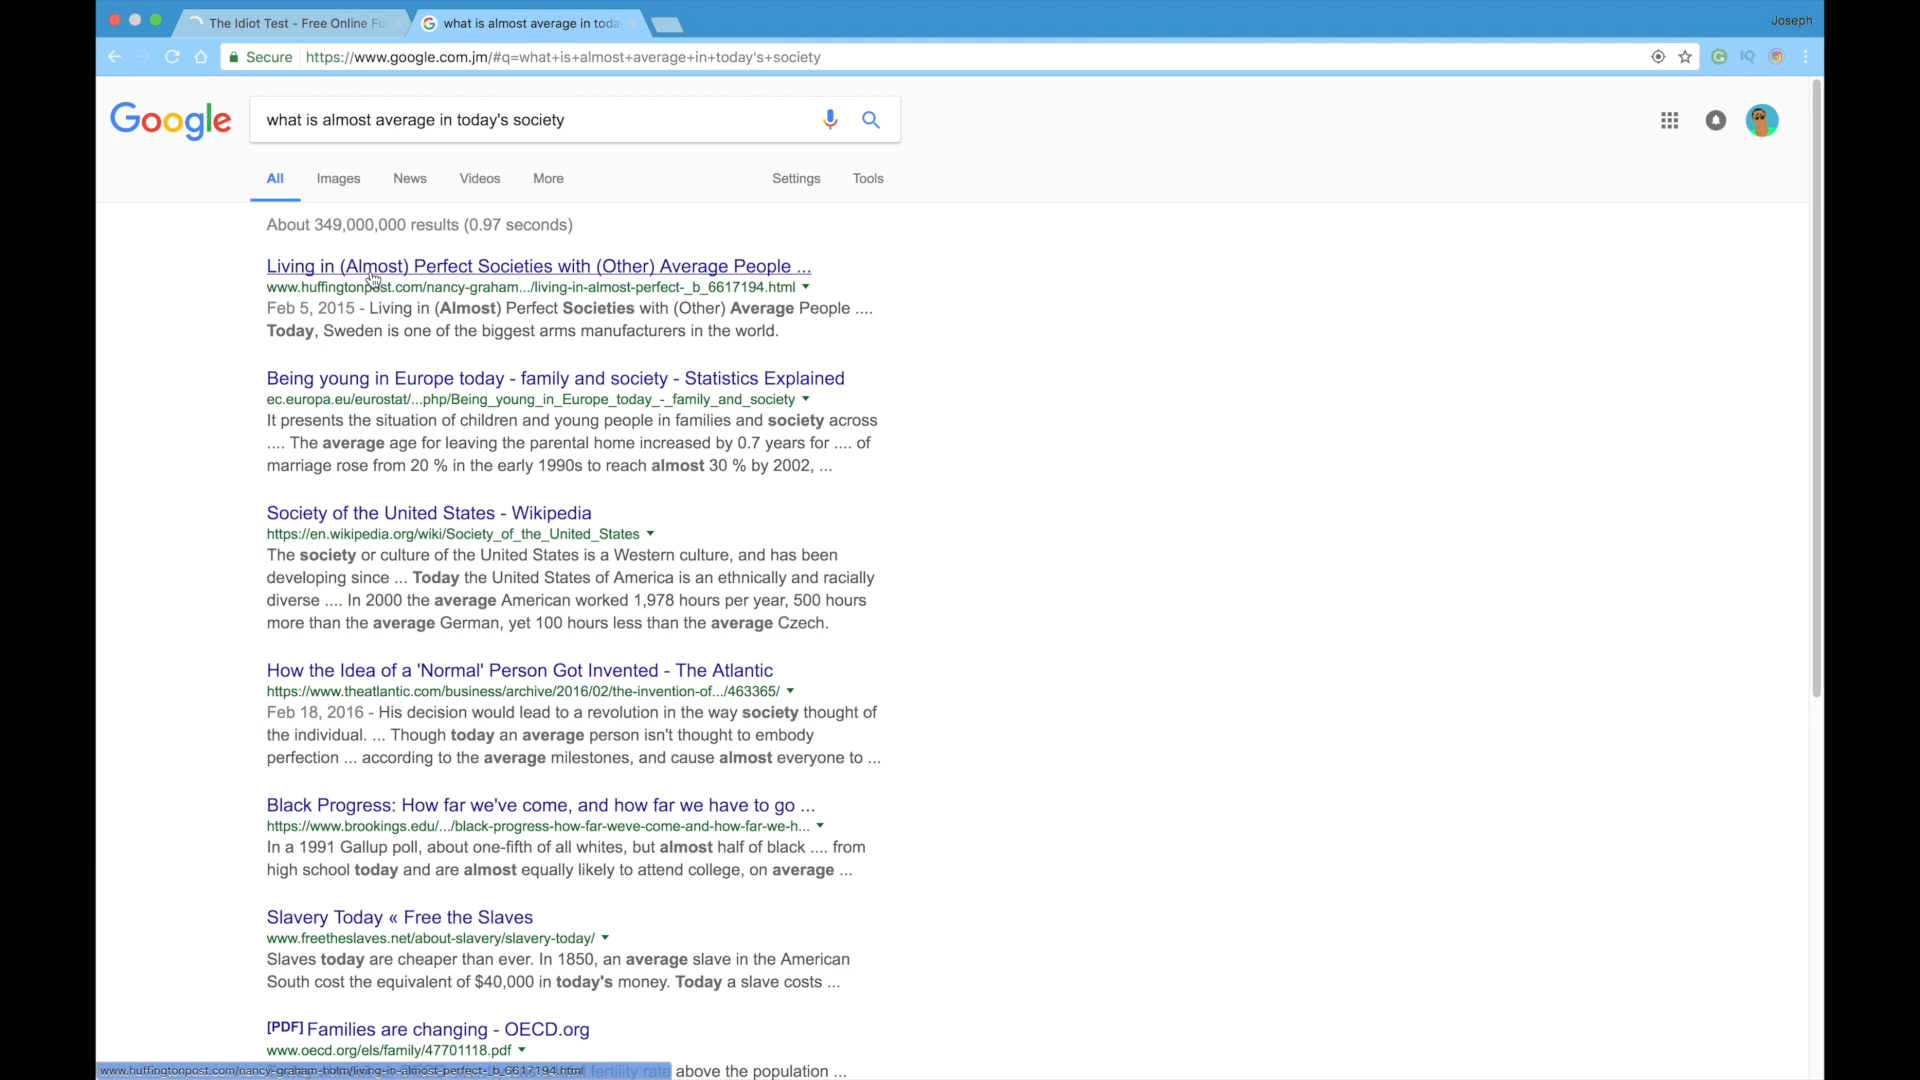 The Idiot Test - Free Online Fu
what is almost average in toda
Joseph
Secure https://www.google.com.jm/#q=what+is+almost+average+in+today's+society
IQ
Google
what is almost average in today's society
All Images News Videos More Settings Tools
About 349,000,000 results (0.97 seconds)
Living in (Almost) Perfect Societies with (Other) Average People ...
www.huffingtonpost.com/nancy-graham.../living-in-almost-perfect-_b_6617194.html
Feb 5, 2015 - Living in (Almost) Perfect Societies with (Other) Average People ....
Today, Sweden is one of the biggest arms manufacturers in the world.
Being young in Europe today - family and society - Statistics Explained
ec.europa.eu/eurostat/...php/Being_young_in_Europe_today_-_family_and_society
It presents the situation of children and young people in families and society across
.... The average age for leaving the parental home increased by 0.7 years for .... of
marriage rose from 20 % in the early 1990s to reach almost 30 % by 2002, ...
Society of the United States - Wikipedia
https://en.wikipedia.org/wiki/Society_of_the_United_States
The society or culture of the United States is a Western culture, and has been
developing since ... Today the United States of America is an ethnically and racially
diverse .... In 2000 the average American worked 1,978 hours per year, 500 hours
more than the average German, yet 100 hours less than the average Czech.
How the Idea of a 'Normal' Person Got Invented - The Atlantic
https://www.theatlantic.com/business/archive/2016/02/the-invention-of.../463365/
Feb 18, 2016 - His decision would lead to a revolution in the way society thought of
the individual. ... Though today an average person isn't thought to embody
perfection ... according to the average milestones, and cause almost everyone to ...
Black Progress: How far we've come, and how far we have to go ...
https://www.brookings.edu/.../black-progress-how-far-weve-come-and-how-far-we-h...
In a 1991 Gallup poll, about one-fifth of all whites, but almost half of black .... from
high school today and are almost equally likely to attend college, on average ...
Slavery Today « Free the Slaves
www.freetheslaves.net/about-slavery/slavery-today/
Slaves today are cheaper than ever. In 1850, an average slave in the American
South cost the equivalent of $40,000 in today's money. Today a slave costs ...
[PDF] Families are changing - OECD.org
www.oecd.org/els/family/47701118.pdf
www.huffingtonpost.com/nancy-graham-holm/living-in-almost-perfect-_b_6617194.html fertility rate above the population ...